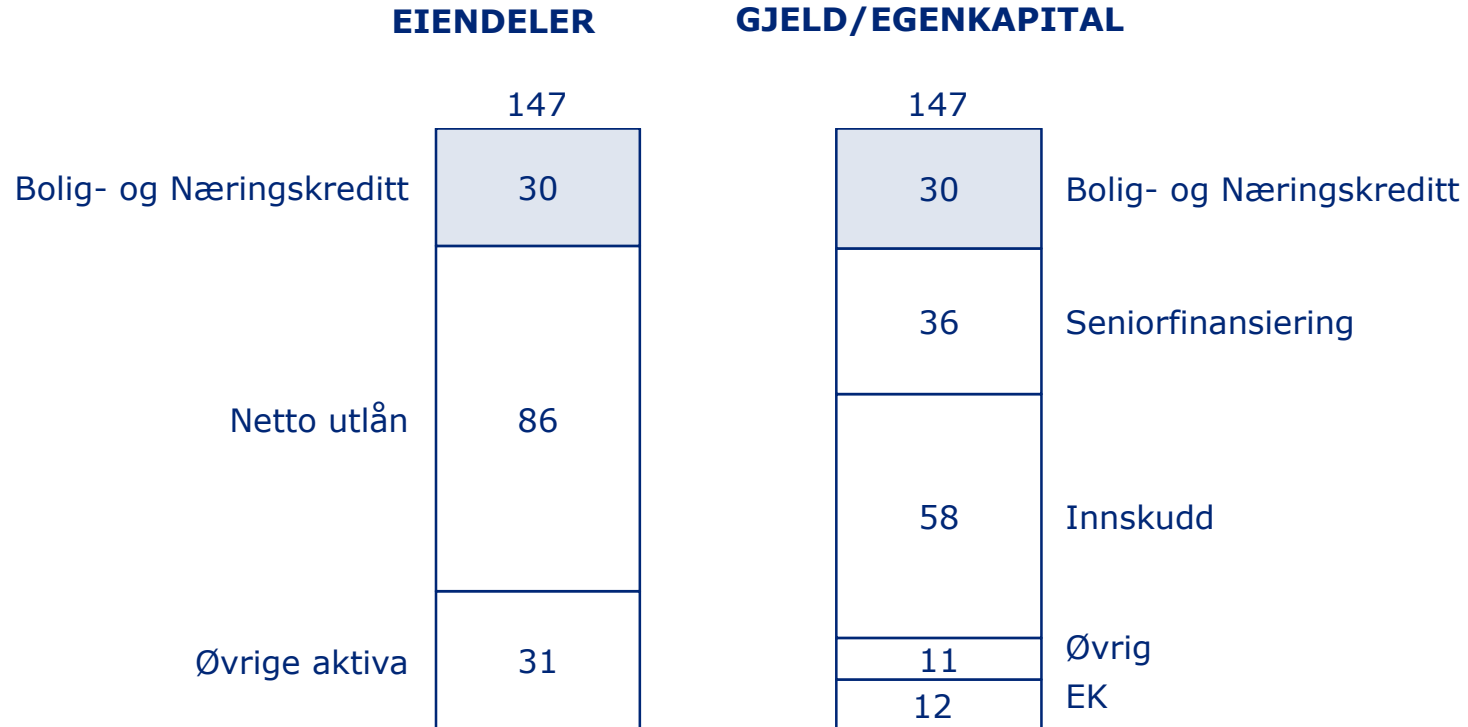 EIENDELER GJELD/EGENKAPITAL
147 147
Bolig- og Næringskreditt 30 30 Bolig- og Næringskreditt
36 Seniorfinansiering
Netto utlån 86
58 Innskudd
Øvrige aktiva 31 11 Øvrig
12 EK